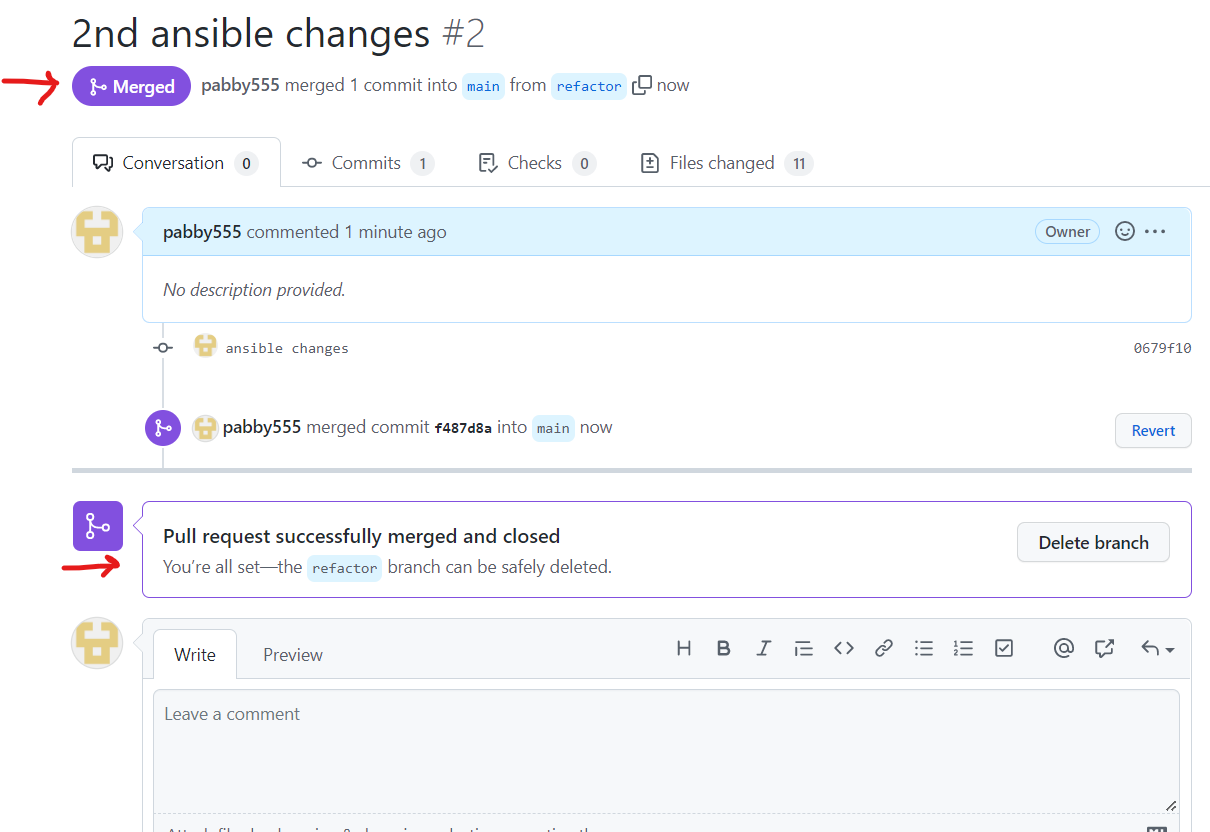 2nd ansible changes #2
Merged pabby555 merged 1 commit into main from refactor now
Conversation 0 Commits 1 Checks 0 Files changed 11
pabby555 commented 1 minute ago Owner
No description provided.
ansible changes 0679f10
pabby555 merged commit f487d8a into main now Revert
Pull request successfully merged and closed
You’re all set—the refactor branch can be safely deleted.
Delete branch
Write Preview
Leave a comment